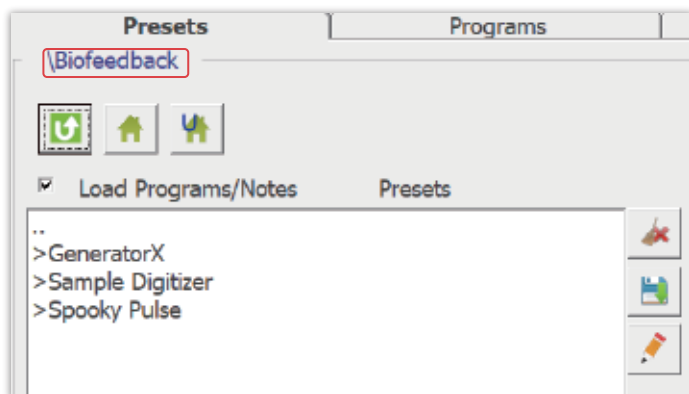 Presets Programs
\Biofeedback
Load Programs/Notes Presets
..
>GeneratorX
>Sample Digitizer
>Spooky Pulse